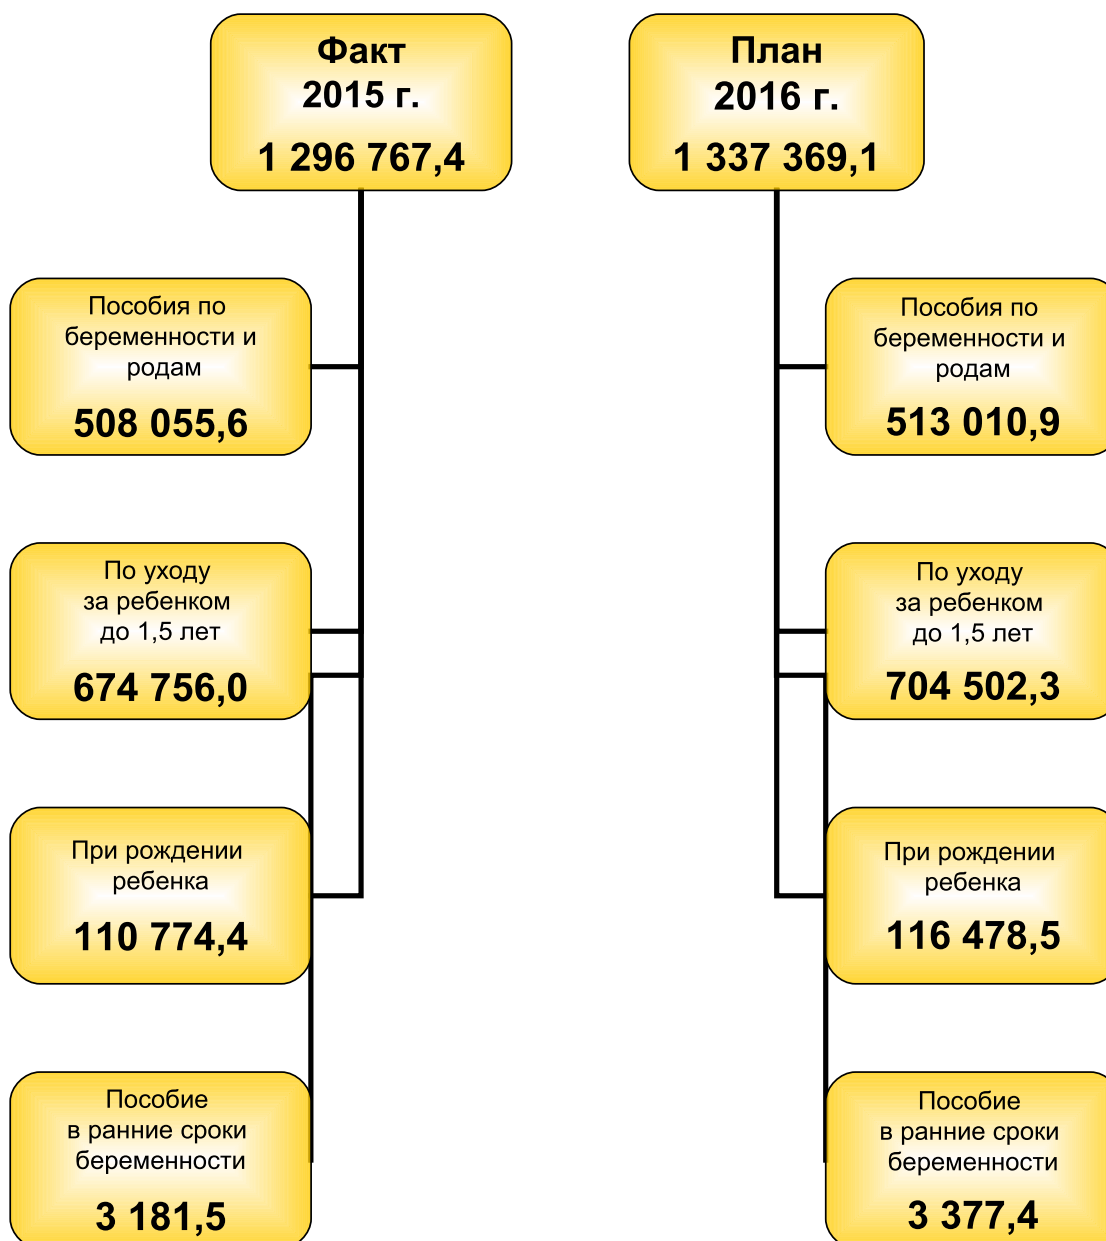 Факт
2015 г.
1 296 767,4
План
2016 г.
1 337 369,1
Пособия по
беременности и
родам
508 055,6
Пособия по
беременности и
родам
513 010,9
По уходу
за ребенком
до 1,5 лет
674 756,0
По уходу
за ребенком
до 1,5 лет
704 502,3
При рождении
ребенка
110 774,4
При рождении
ребенка
116 478,5
Пособие
в ранние сроки
беременности
3 181,5
Пособие
в ранние сроки
беременности
3 377,4